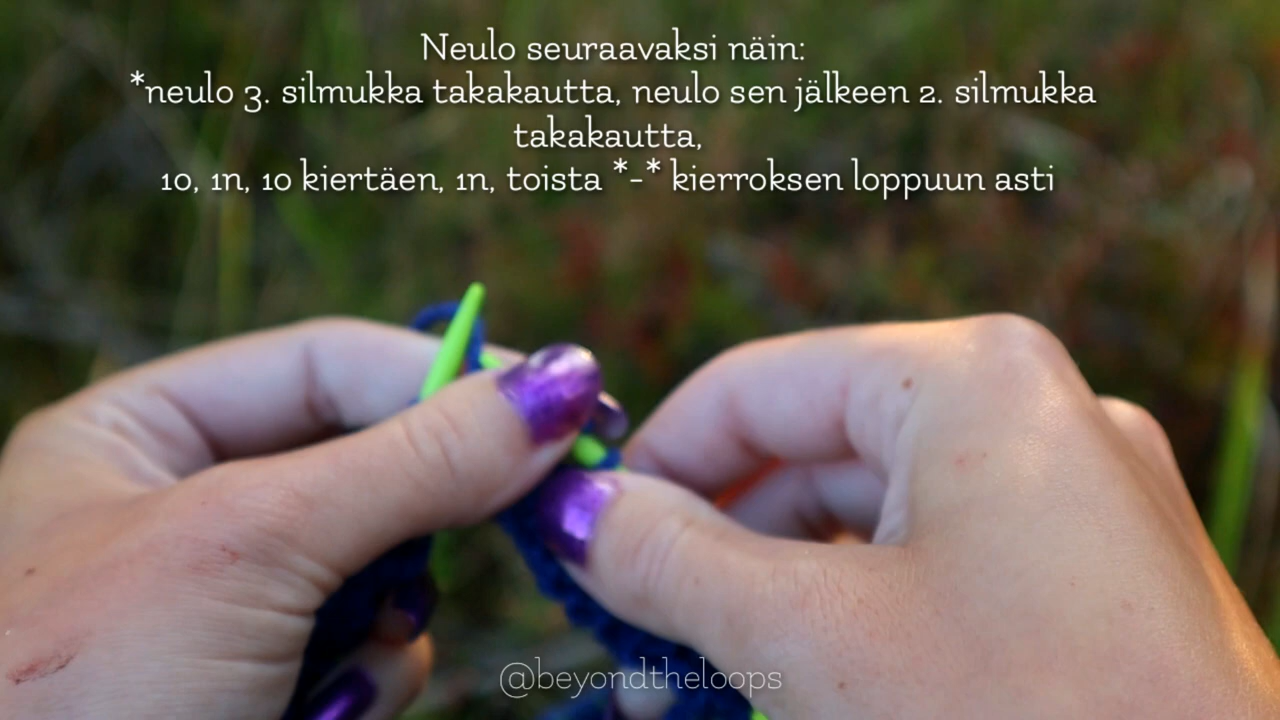 Neulo seuraavaksi näin:
*neulo 3. silmukka takakautta, neulo sen jälkeen 2. silmukka
takakautta,
1o, 1n, 1o kiertäen, 1n, toista *-* kierroksen loppuun asti
@beyondtheloops